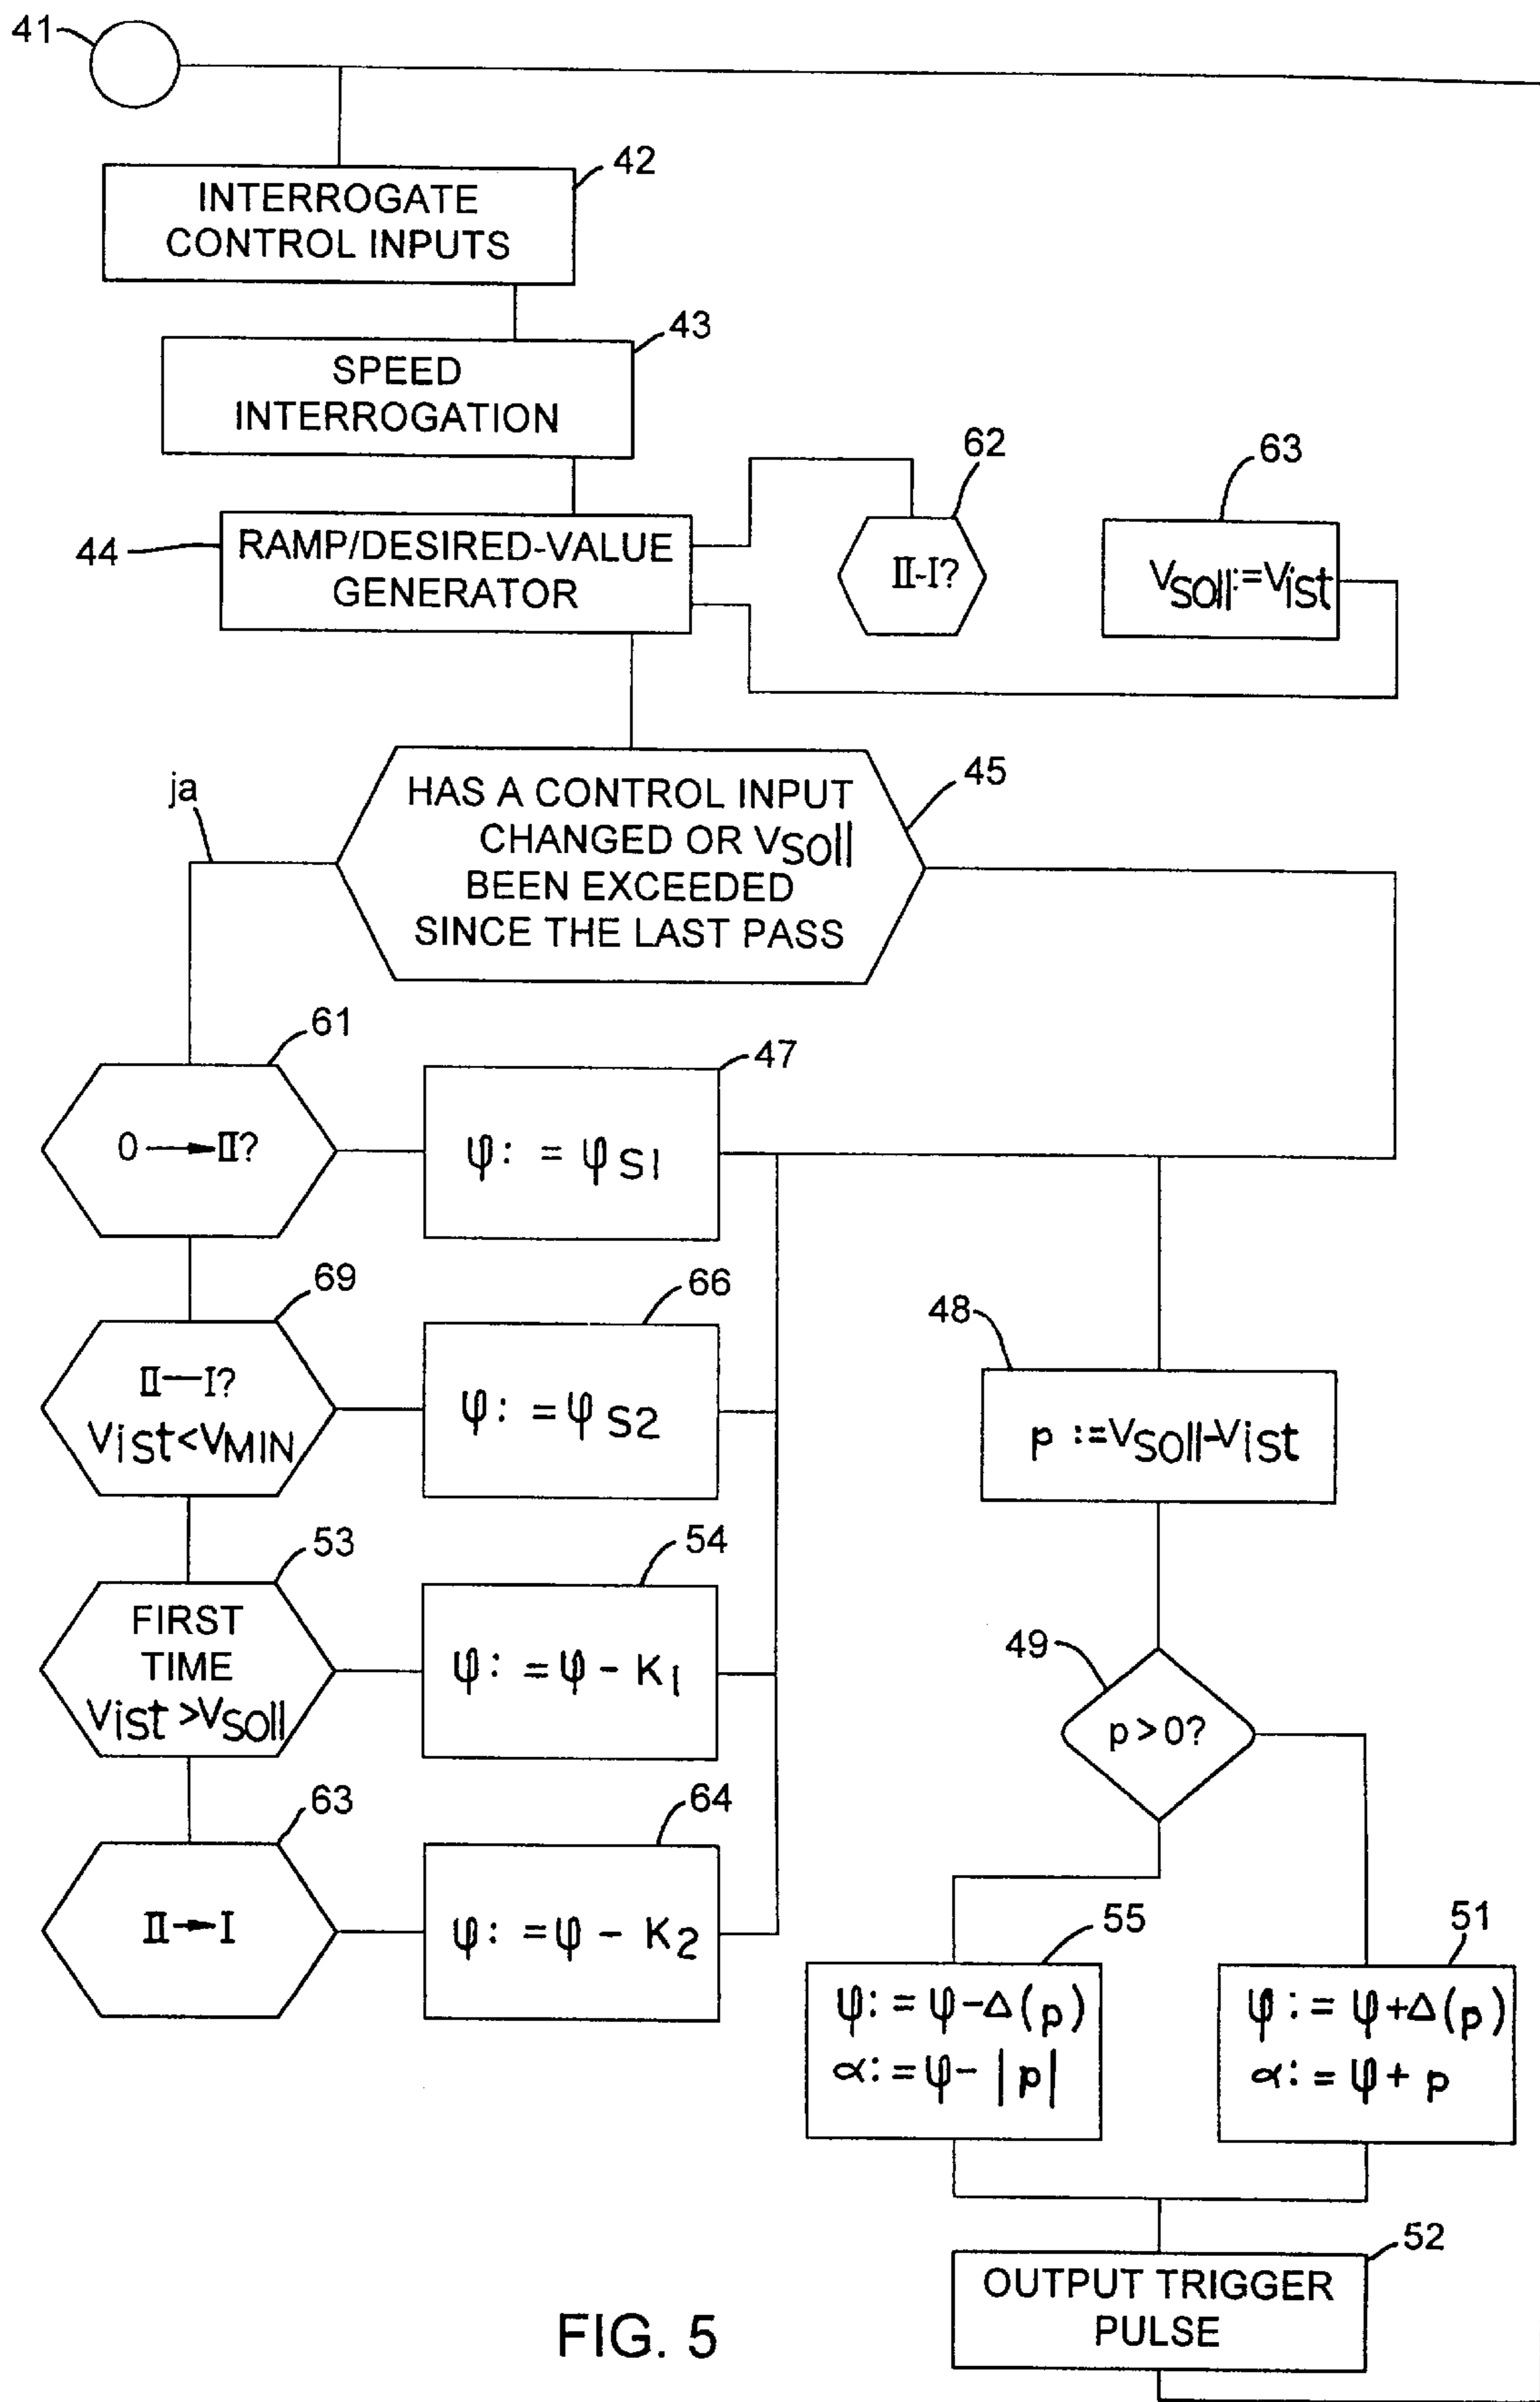 41
42
INTERROGATE
CONTROL INPUTS
43
SPEED
INTERROGATION
62
63
44
RAMP/DESIRED-VALUE
GENERATOR
II-I?
Vsoll:=Vist
ja
45
HAS A CONTROL INPUT
CHANGED OR Vsoll
BEEN EXCEEDED
SINCE THE LAST PASS
61
47
0→II?
φ:=φS1
69
66
II—I?
Vist<VMIN
φ:=φS2
48
p:=Vsoll-Vist
53
54
FIRST
TIME
Vist>Vsoll
φ:=φ-K1
49
p>0?
63
64
II→I
φ:=φ-K2
55
51
φ:=φ-Δ(p)
α:=φ-|p|
φ:=φ+Δ(p)
α:=φ+p
52
OUTPUT TRIGGER
PULSE
FIG. 5